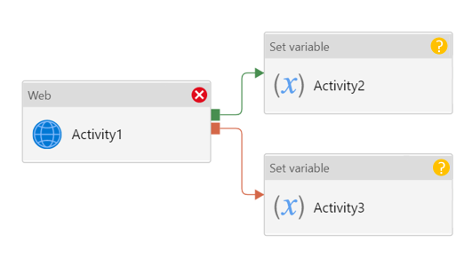 Web
Activity1
Set variable
?
(x) Activity2
Set variable
?
(x) Activity3